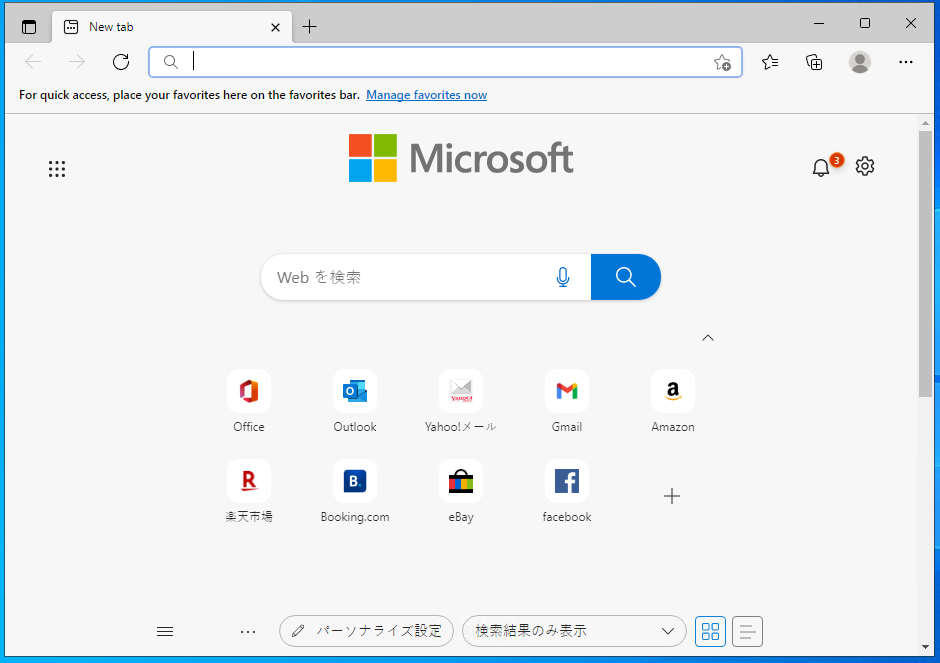 New tab
For quick access, place your favorites here on the favorites bar. Manage favorites now
Microsoft
3
Web を検索
Office Outlook Yahoo!メール Gmail Amazon
楽天市場 Booking.com eBay facebook
パーソナライズ設定 検索結果のみ表示